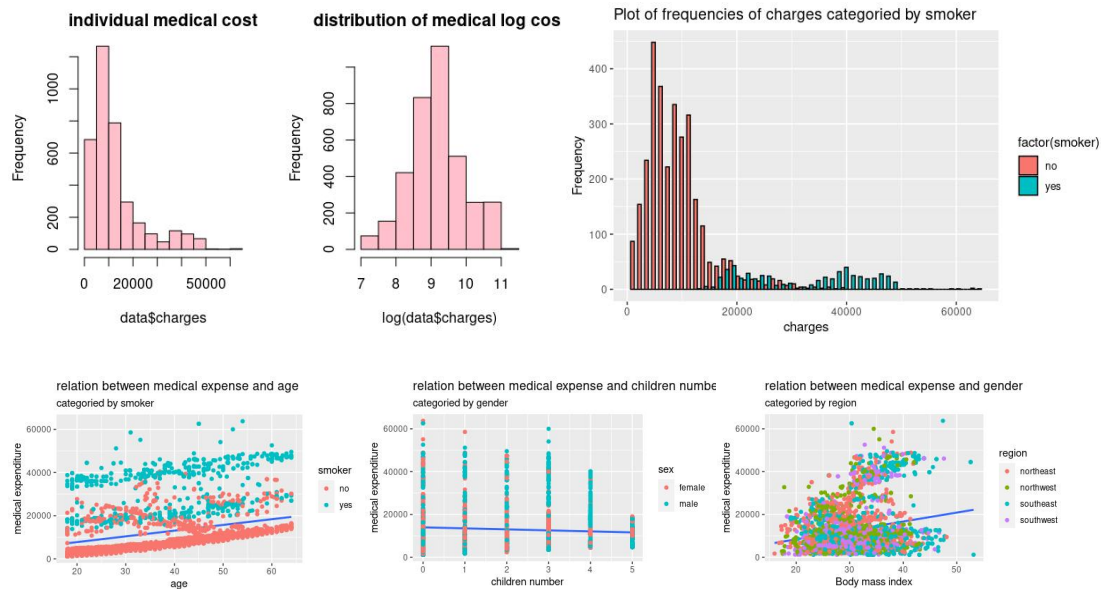 individual medical cost
Frequency
0 200 600 1000
0 20000 50000
data$charges
distribution of medical log cos
Frequency
0 200 400 600 800
7 8 9 10 11
log(data$charges)
Plot of frequencies of charges categoried by smoker
Frequency
400
300
200
100
0
0 20000 40000 60000
charges
factor(smoker)
no
yes
relation between medical expense and age
categoried by smoker
medical expenditure
60000
40000
20000
0
20 30 40 50 60
age
smoker
no
yes
relation between medical expense and children numbe
categoried by gender
medical expenditure
60000
40000
20000
0
0 1 2 3 4 5
children number
sex
female
male
relation between medical expense and gender
categoried by region
medical expenditure
60000
40000
20000
0
20 30 40 50
Body mass index
region
northeast
northwest
southeast
southwest